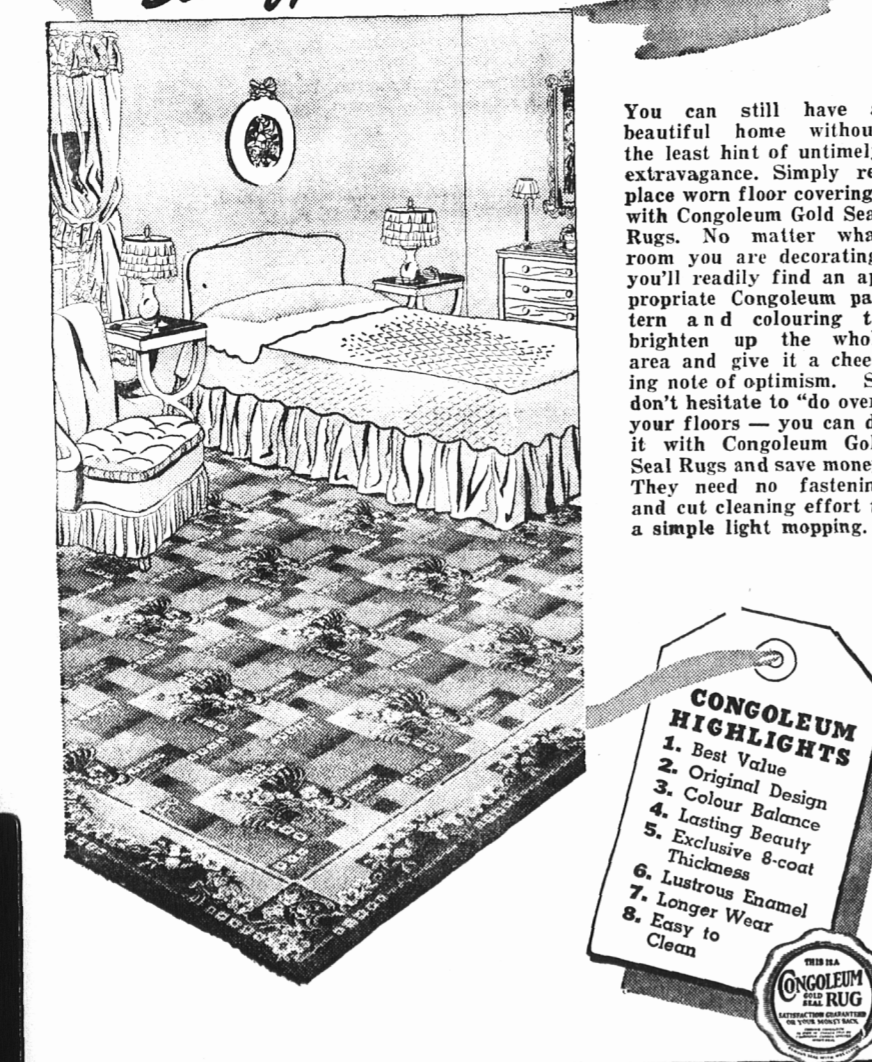 You can still have
beautiful home withou
the least hint of untimel
extravagance. Simply re
place worn floor covering
with Congoleum Gold Sea
Rugs. No matter wha
room you are decorating
you'll readily find an ap
propriate Congoleum pa
tern and colouring t
brighten up the who
area and give it a chee
ing note of optimism. S
don't hesitate to "do over
your floors — you can d
it with Congoleum Gol
Seal Rugs and save mone
They need no fastenin
and cut cleaning effort
a simple light mopping.
CONGOLEUM
HIGHLIGHTS
1. Best Value
2. Original Design
3. Colour Balance
4. Lasting Beauty
5. Exclusive 8-coat
Thickness
6. Lustrous Enamel
7. Longer Wear
8. Easy to
Clean
THIS IS A
CONGOLEUM
GOLD
SEAL RUG
SATISFACTION GUARANTEED
OR YOUR MONEY BACK